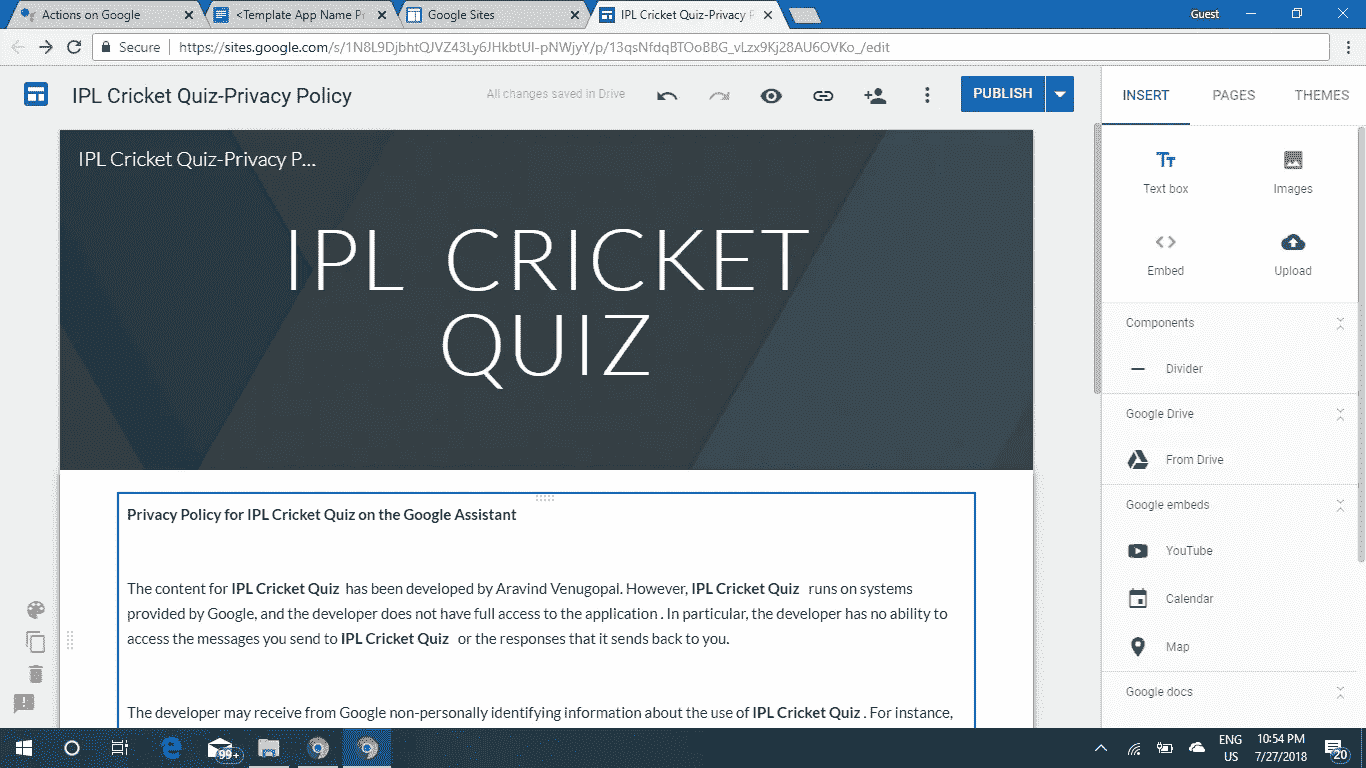 Actions on Google
<Template App Name Pr
Google Sites
IPL Cricket Quiz-Privacy P
Guest
Secure
https://sites.google.com/s/1N8L9DjbhtQJVZ43Ly6JHkbtUI-pNWjyY/p/13qsNfdqBTOoBBG_vLzx9Kj28AU6OVKo_/edit
IPL Cricket Quiz-Privacy Policy
All changes saved in Drive
PUBLISH
INSERT
PAGES
THEMES
IPL Cricket Quiz-Privacy P...
IPL CRICKET
QUIZ
Text box
Images
Embed
Upload
Components
Divider
Google Drive
From Drive
Google embeds
YouTube
Calendar
Map
Google docs
Privacy Policy for IPL Cricket Quiz on the Google Assistant
The content for IPL Cricket Quiz has been developed by Aravind Venugopal. However, IPL Cricket Quiz runs on systems
provided by Google, and the developer does not have full access to the application . In particular, the developer has no ability to
access the messages you send to IPL Cricket Quiz or the responses that it sends back to you.
The developer may receive from Google non-personally identifying information about the use of IPL Cricket Quiz . For instance,
99+
ENG
US
10:54 PM
7/27/2018
20